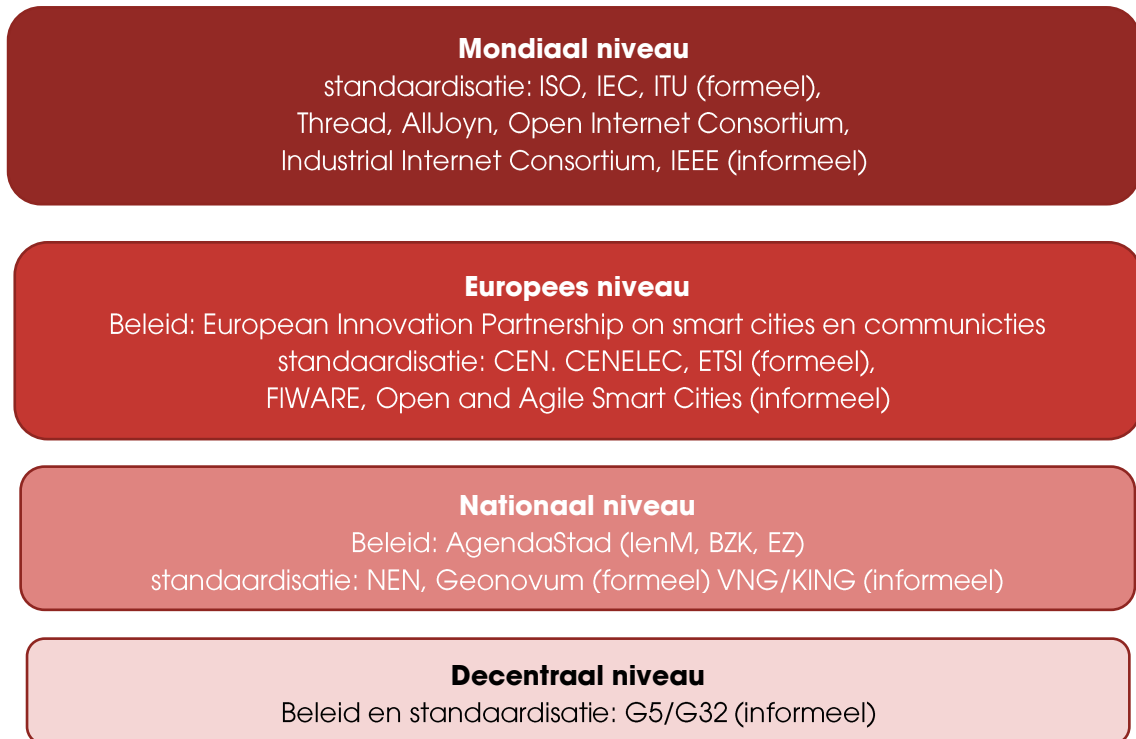 Mondiaal niveau
standaardisatie: ISO, IEC, ITU (formeel),
Thread, AllJoyn, Open Internet Consortium,
Industrial Internet Consortium, IEEE (informeel)
Europees niveau
Beleid: European Innovation Partnership on smart cities en communicties
standaardisatie: CEN. CENELEC, ETSI (formeel),
FIWARE, Open and Agile Smart Cities (informeel)
Nationaal niveau
Beleid: AgendaStad (IenM, BZK, EZ)
standaardisatie: NEN, Geonovum (formeel) VNG/KING (informeel)
Decentraal niveau
Beleid en standaardisatie: G5/G32 (informeel)